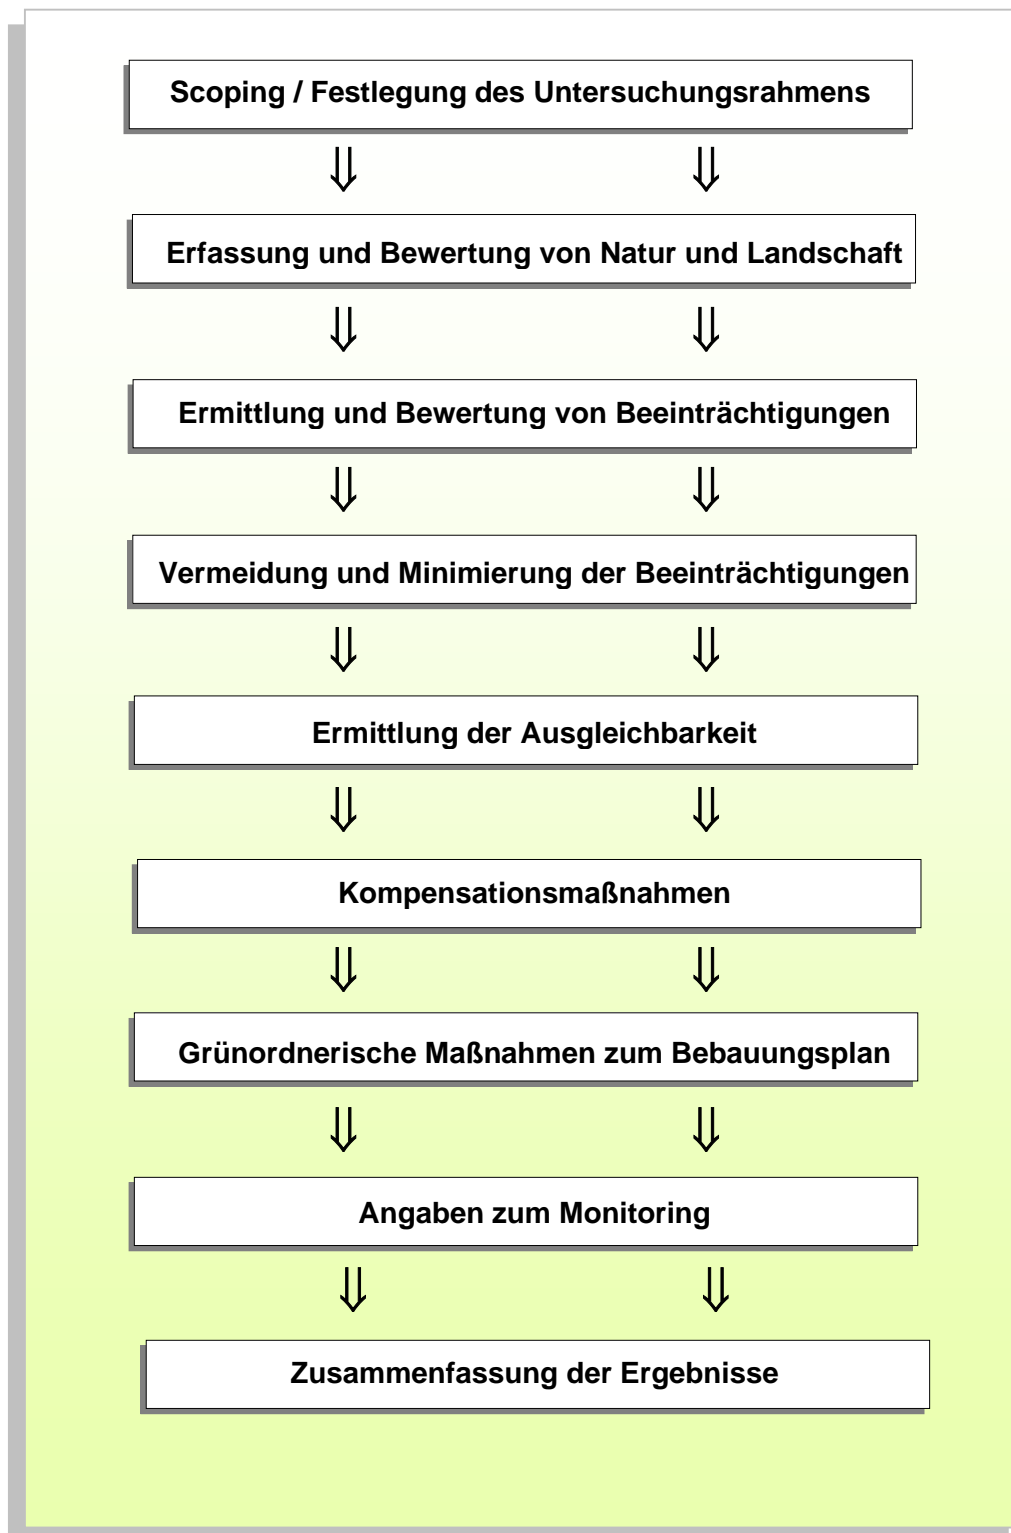 Scoping / Festlegung des Untersuchungsrahmens
⇓ ⇓
Erfassung und Bewertung von Natur und Landschaft
⇓ ⇓
Ermittlung und Bewertung von Beeinträchtigungen
⇓ ⇓
Vermeidung und Minimierung der Beeinträchtigungen
⇓ ⇓
Ermittlung der Ausgleichbarkeit
⇓ ⇓
Kompensationsmaßnahmen
⇓ ⇓
Grünordnerische Maßnahmen zum Bebauungsplan
⇓ ⇓
Angaben zum Monitoring
⇓ ⇓
Zusammenfassung der Ergebnisse